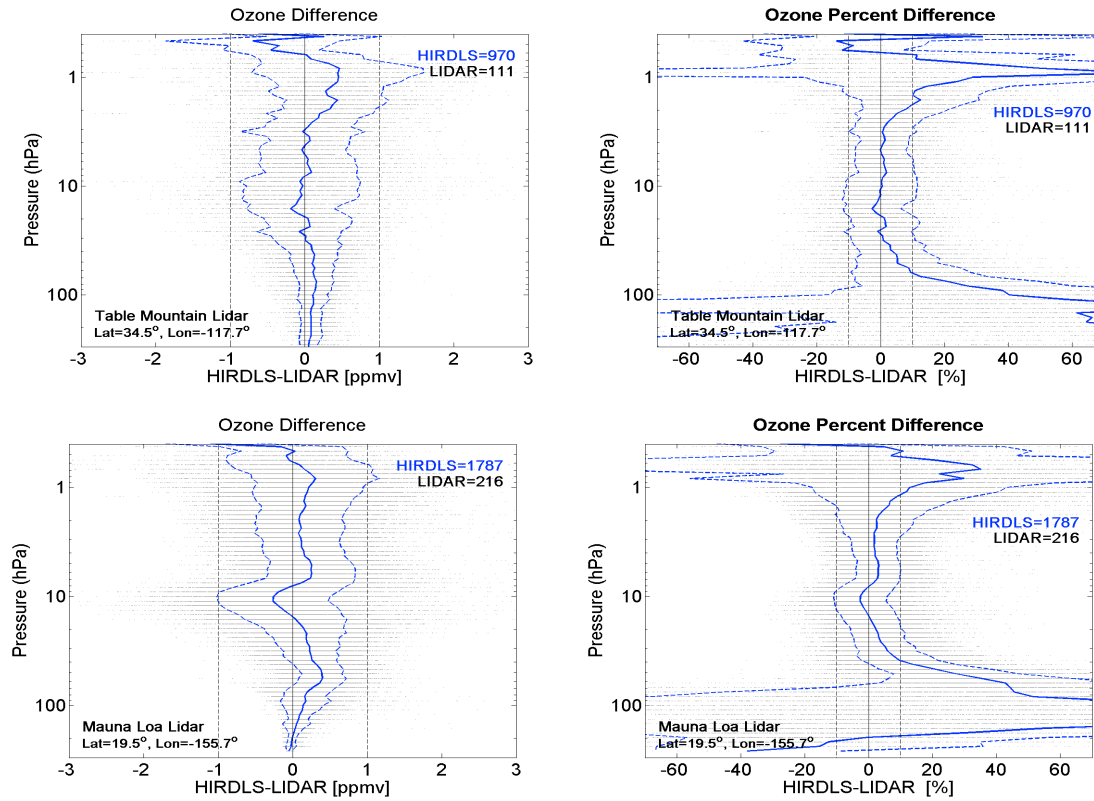 Ozone Difference
Pressure (hPa)
1
10
100
HIRDLS=970
LIDAR=111
Table Mountain Lidar
Lat=34.5°, Lon=-117.7°
-3 -2 -1 0 1 2 3
HIRDLS-LIDAR [ppmv]
Ozone Percent Difference
Pressure (hPa)
1
10
100
HIRDLS=970
LIDAR=111
Table Mountain Lidar
Lat=34.5°, Lon=-117.7°
-60 -40 -20 0 20 40 60
HIRDLS-LIDAR [%]
Ozone Difference
Pressure (hPa)
1
10
100
HIRDLS=1787
LIDAR=216
Mauna Loa Lidar
Lat=19.5°, Lon=-155.7°
-3 -2 -1 0 1 2 3
HIRDLS-LIDAR [ppmv]
Ozone Percent Difference
Pressure (hPa)
1
10
100
HIRDLS=1787
LIDAR=216
Mauna Loa Lidar
Lat=19.5°, Lon=-155.7°
-60 -40 -20 0 20 40 60
HIRDLS-LIDAR [%]